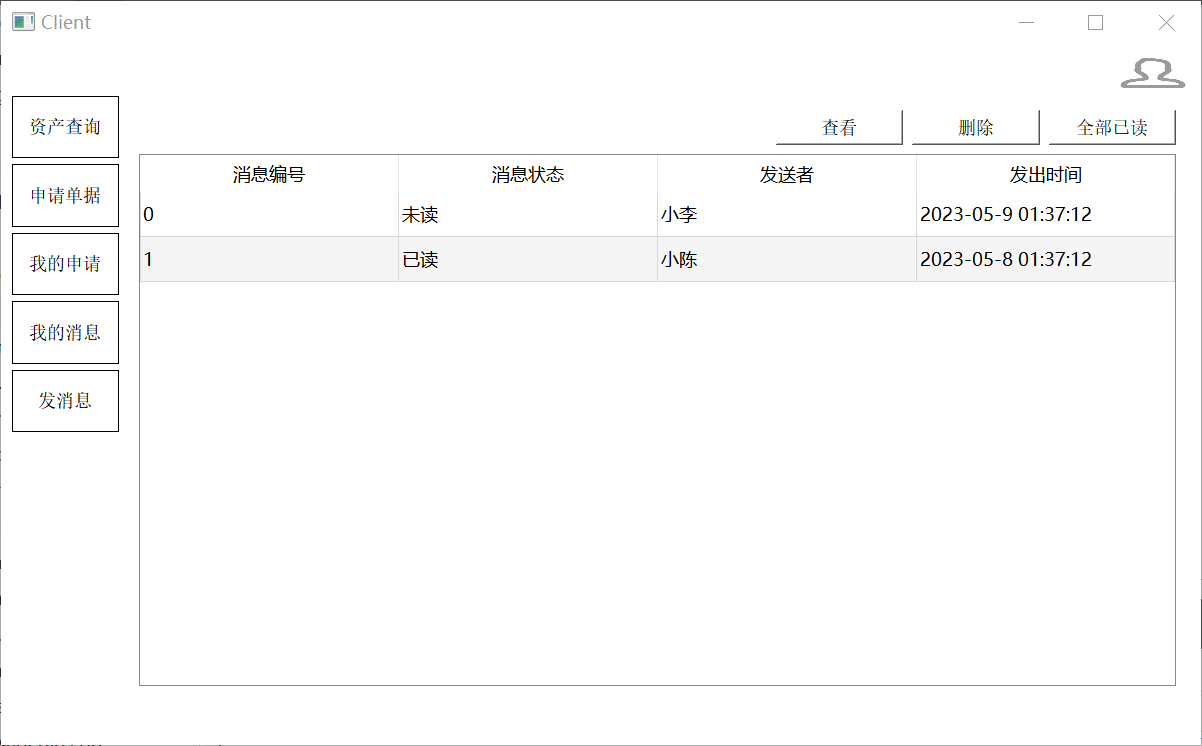 Client
资产查询
申请单据
我的申请
我的消息
发消息
查看 删除 全部已读
消息编号 消息状态 发送者 发出时间
0 未读 小李 2023-05-9 01:37:12
1 已读 小陈 2023-05-8 01:37:12